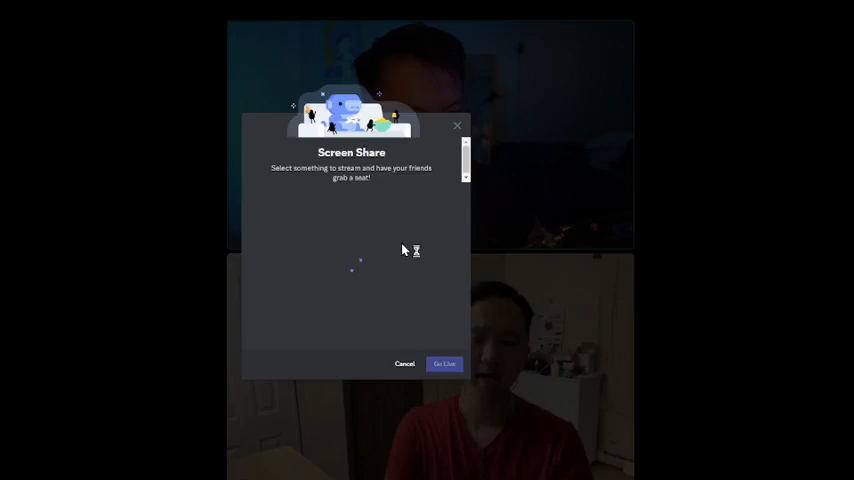 Screen Share
Select something to stream and have your friends
grab a seat!
Cancel
Go Live